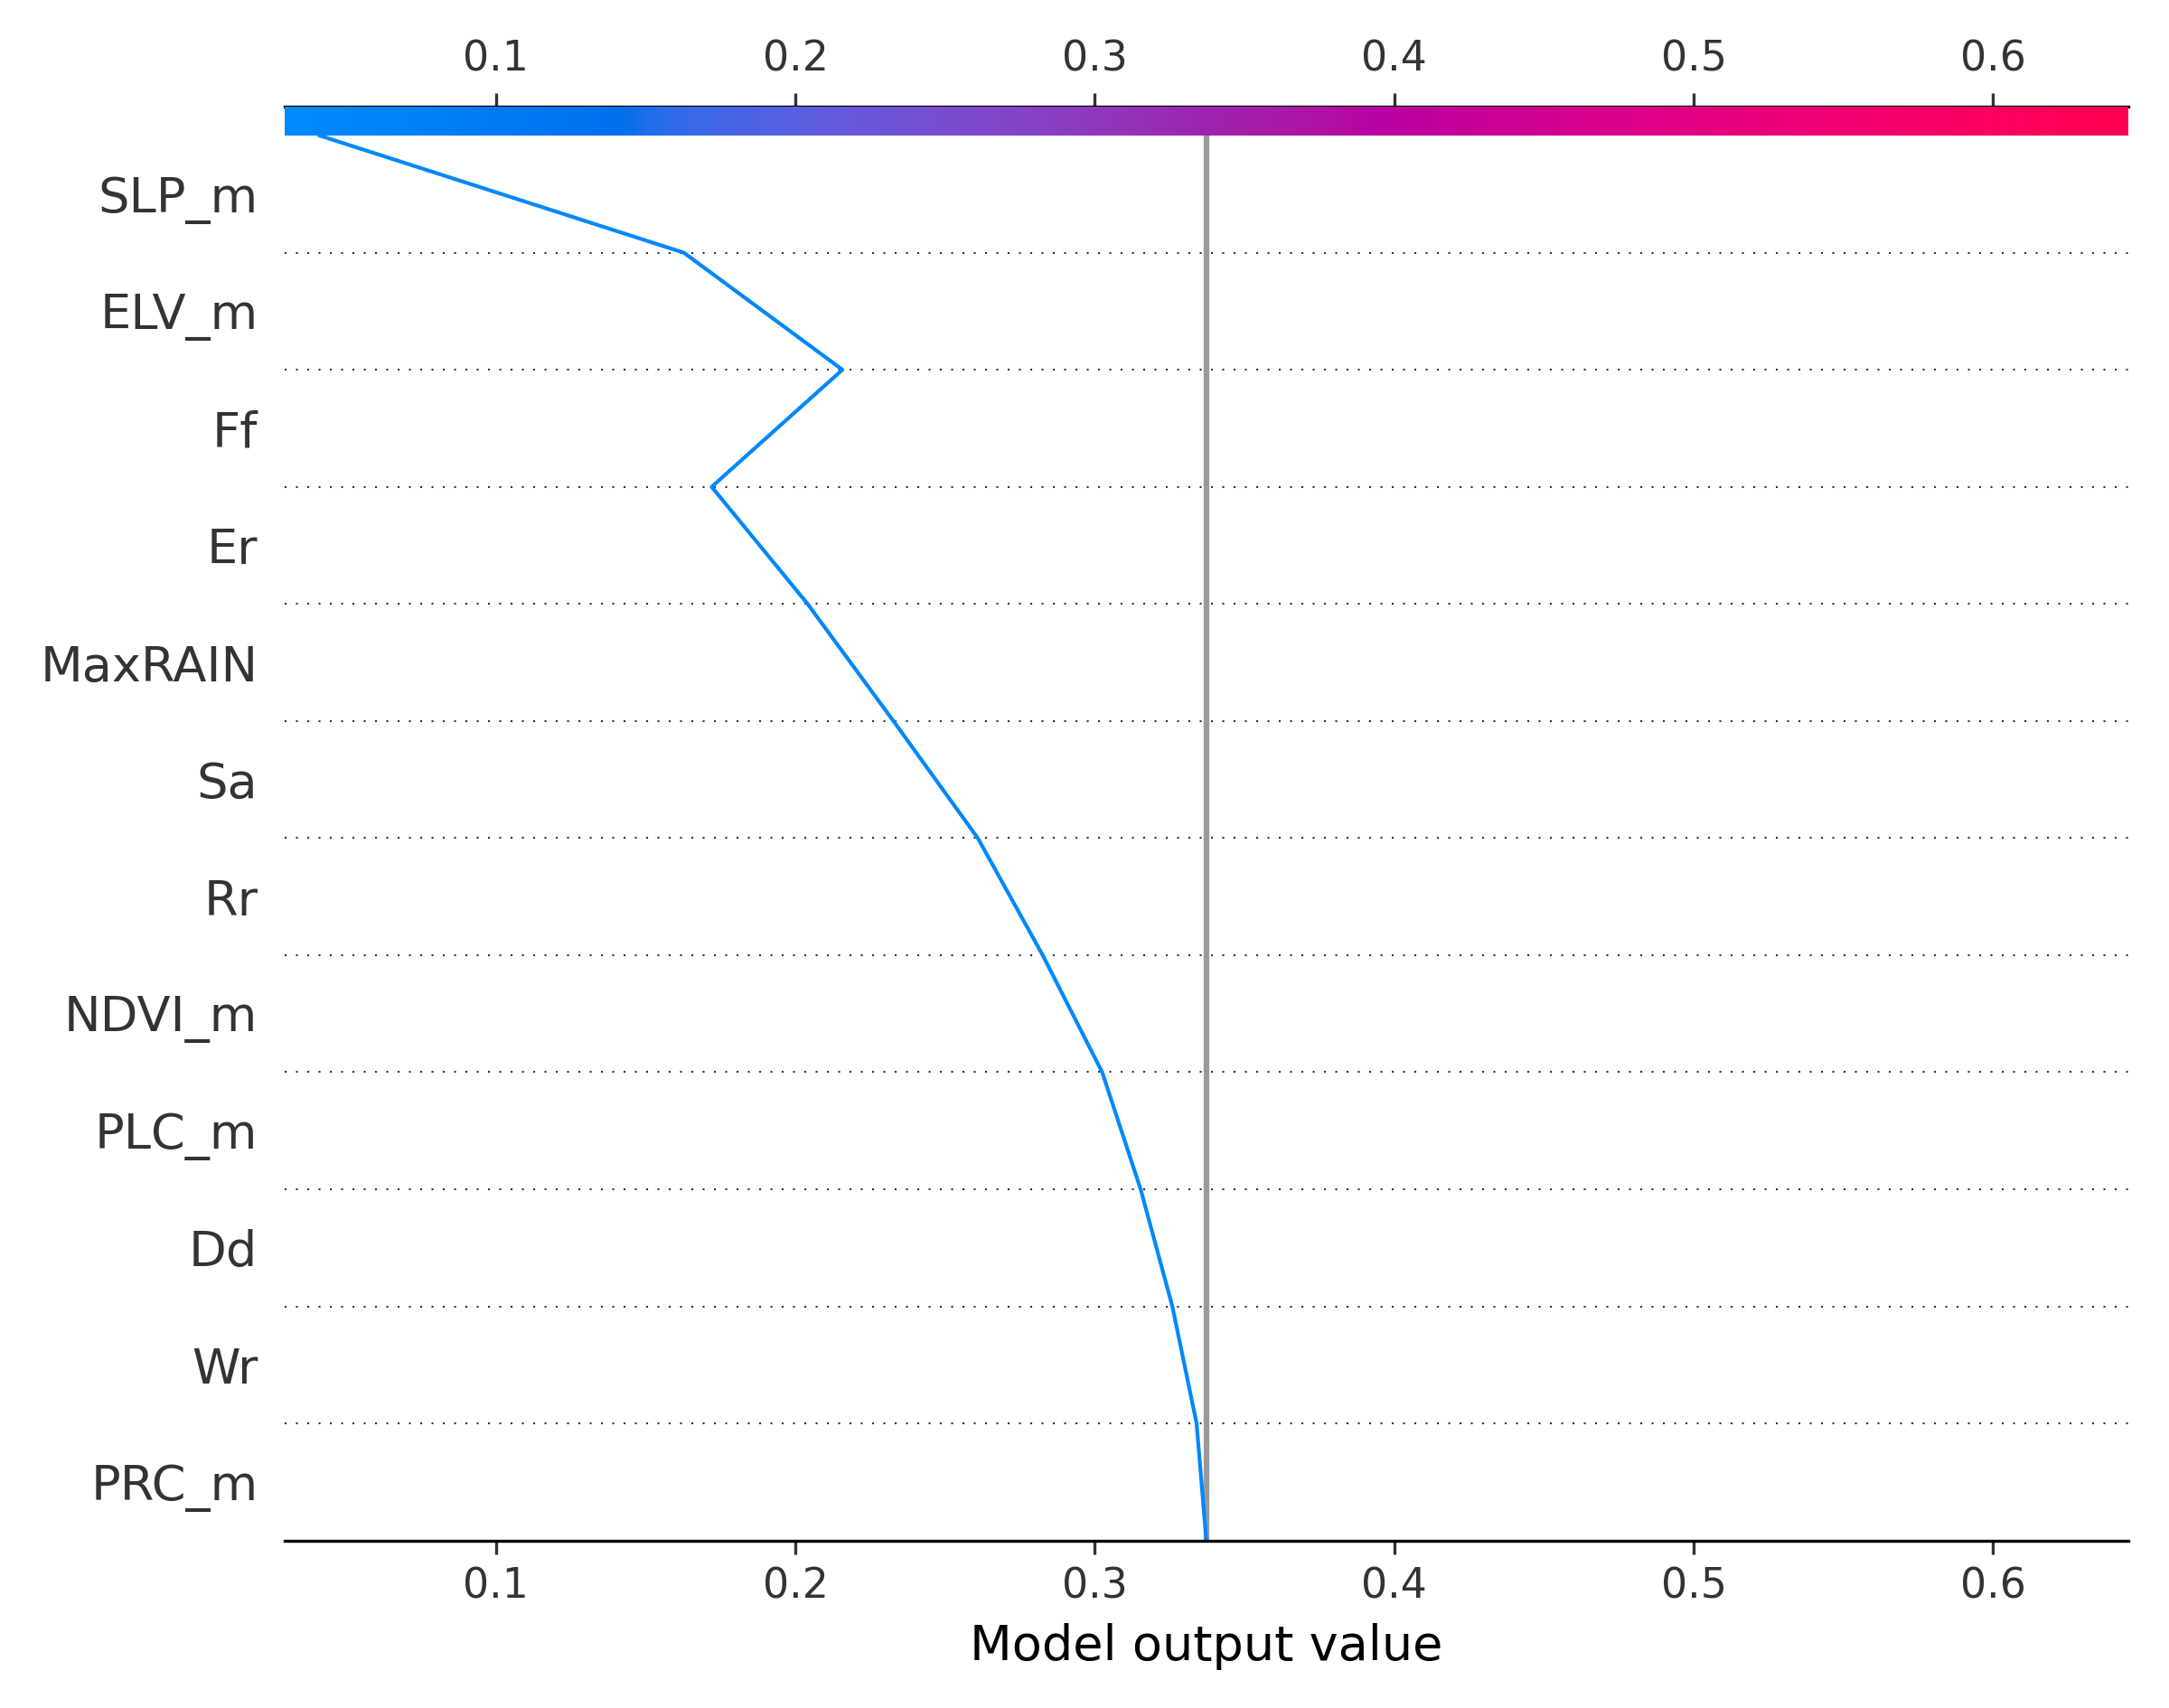 0.1 0.2 0.3 0.4 0.5 0.6
SLP_m
ELV_m
Ff
Er
MaxRAIN
Sa
Rr
NDVI_m
PLC_m
Dd
Wr
PRC_m
0.1 0.2 0.3 0.4 0.5 0.6
Model output value